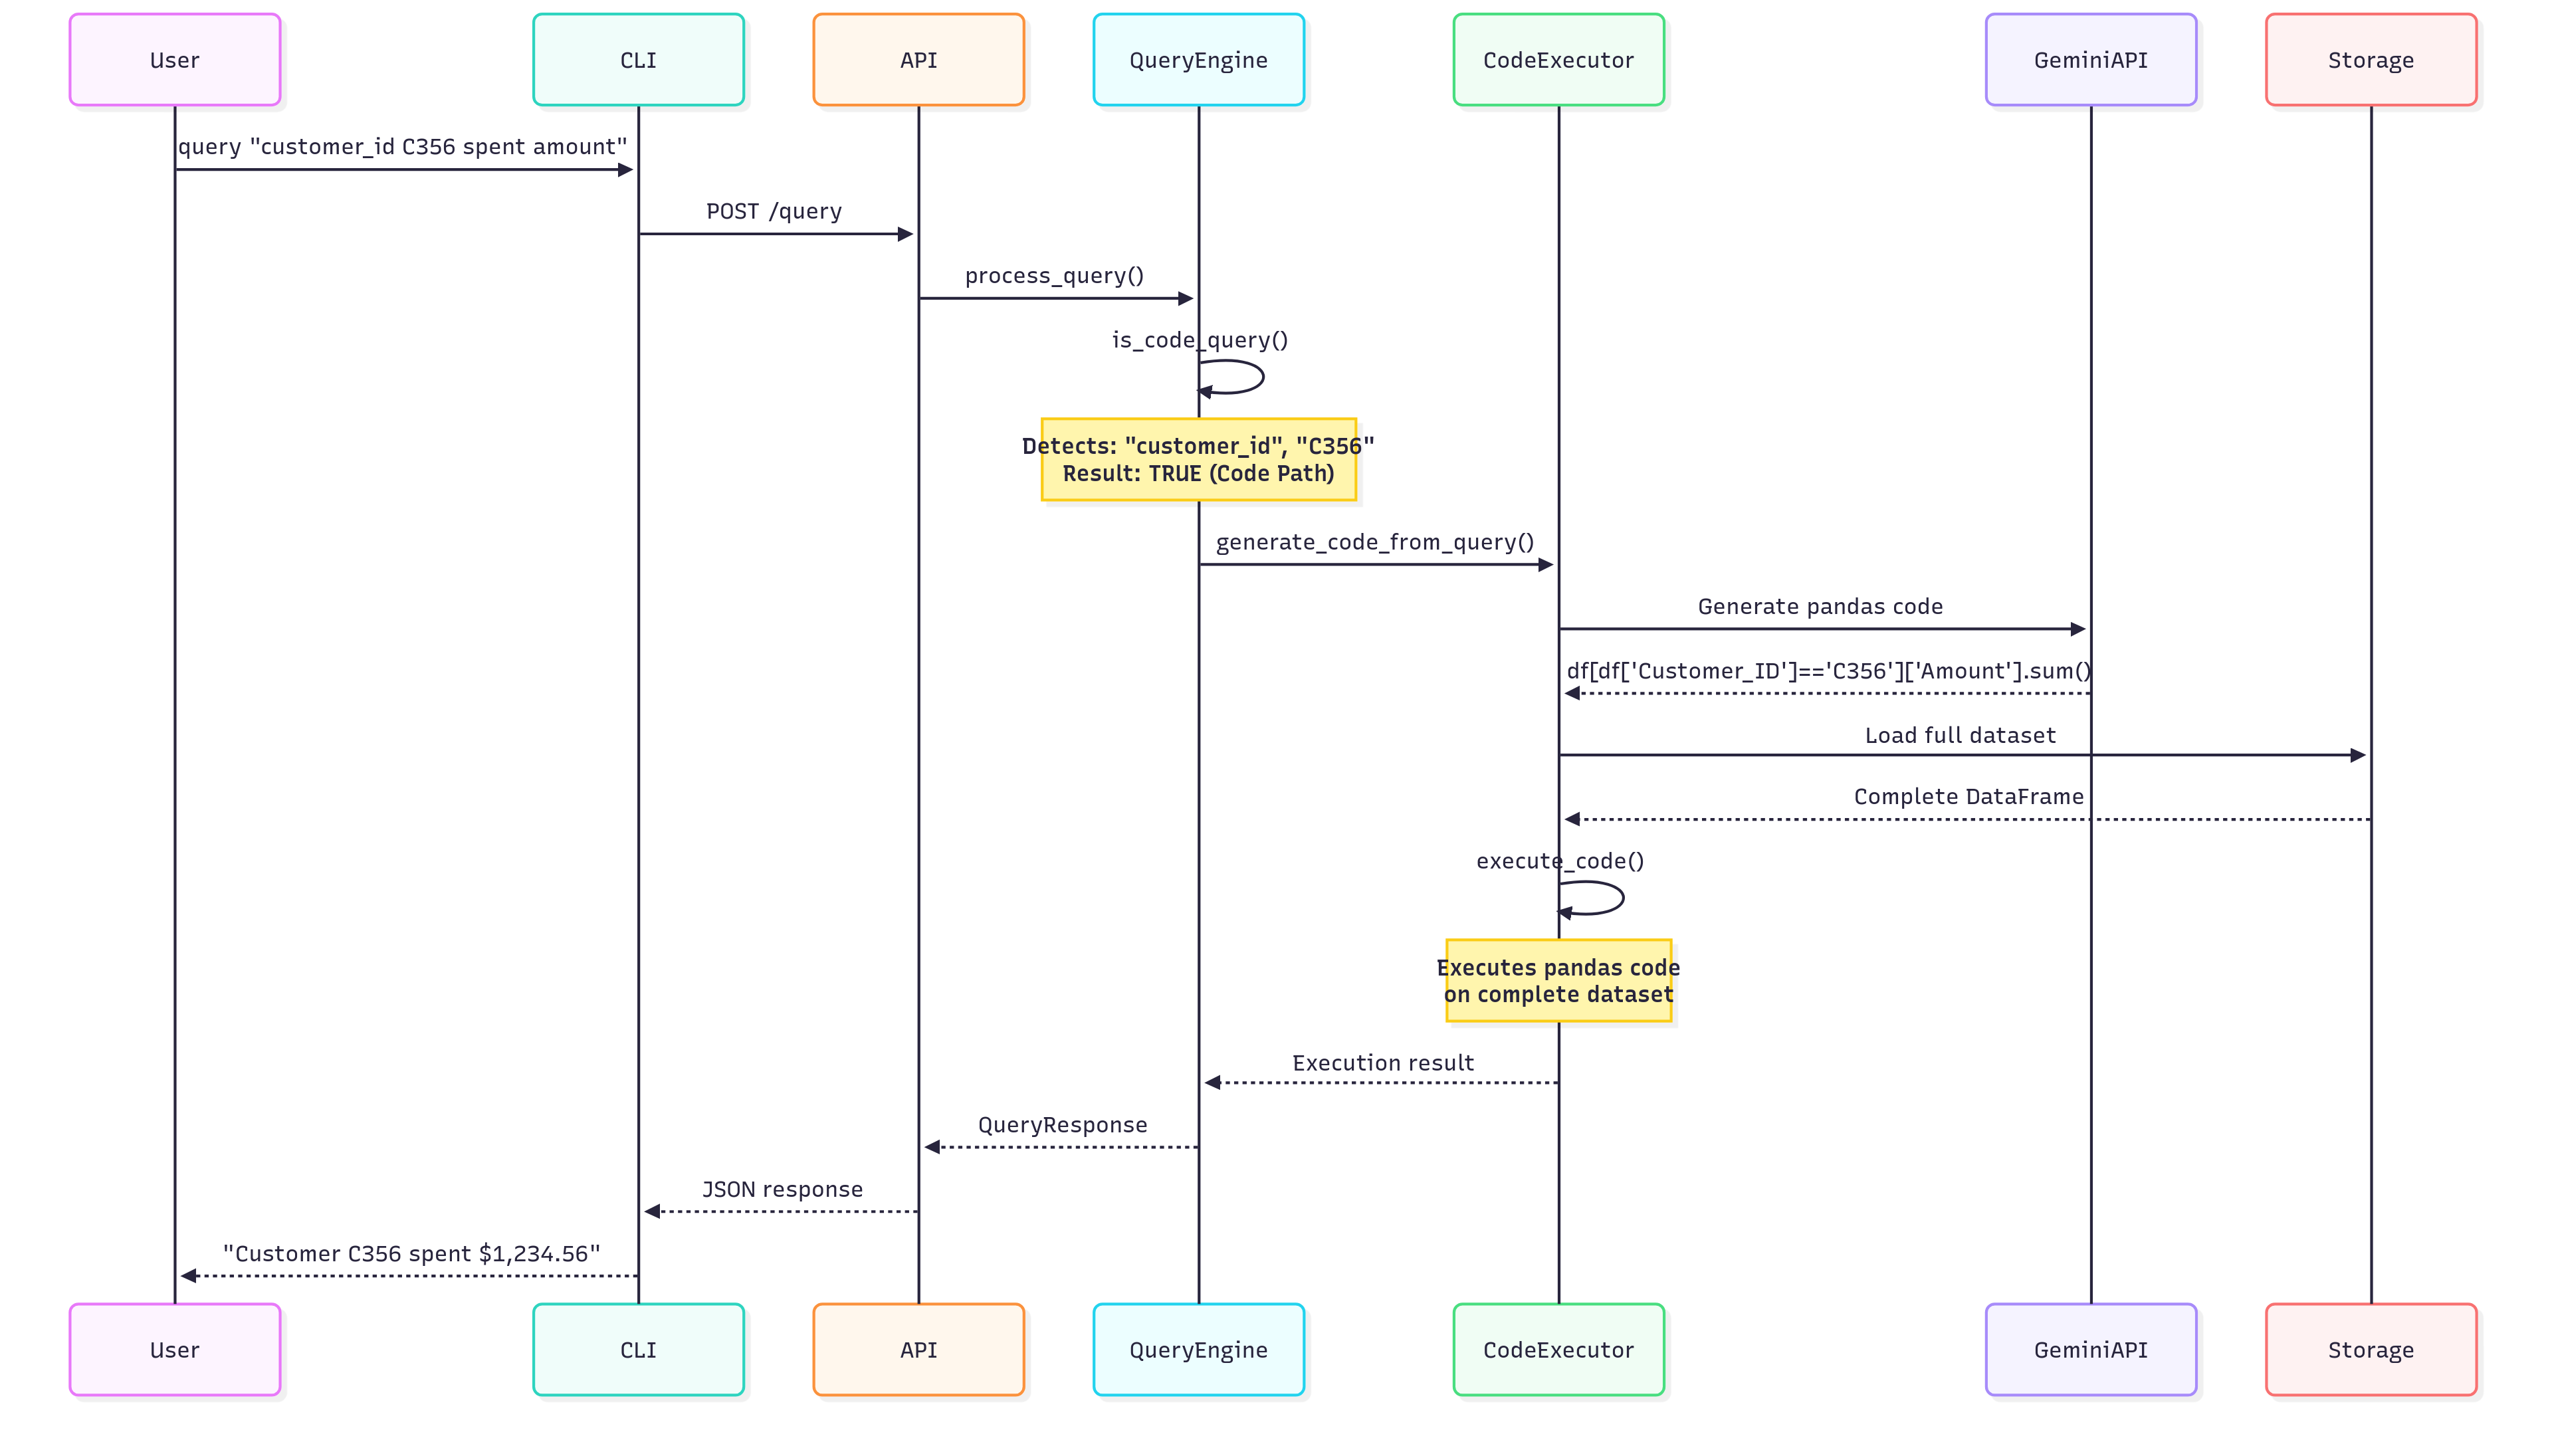 User
CLI
API
QueryEngine
CodeExecutor
GeminiAPI
Storage
query "customer_id C356 spent amount"
POST /query
process_query()
is_code_query()
Detects: "customer_id", "C356"
Result: TRUE (Code Path)
generate_code_from_query()
Generate pandas code
df[df['Customer_ID']=='C356']['Amount'].sum()
Load full dataset
Complete DataFrame
execute_code()
Executes pandas code
on complete dataset
Execution result
QueryResponse
JSON response
"Customer C356 spent $1,234.56"
User
CLI
API
QueryEngine
CodeExecutor
GeminiAPI
Storage